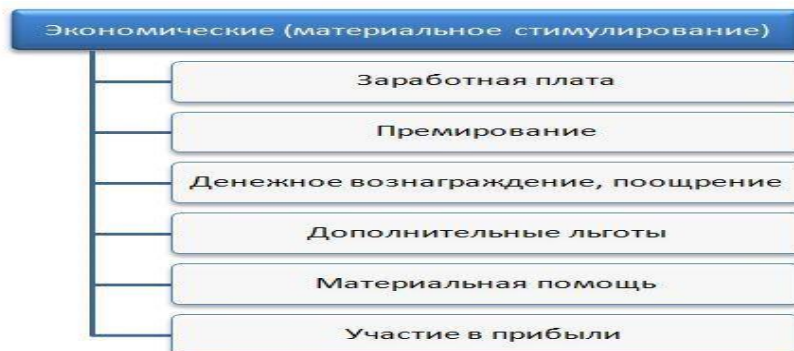 Экономические (материальное стимулирование)
Заработная плата
Премирование
Денежное вознаграждение, поощрение
Дополнительные льготы
Материальная помощь
Участие в прибыли